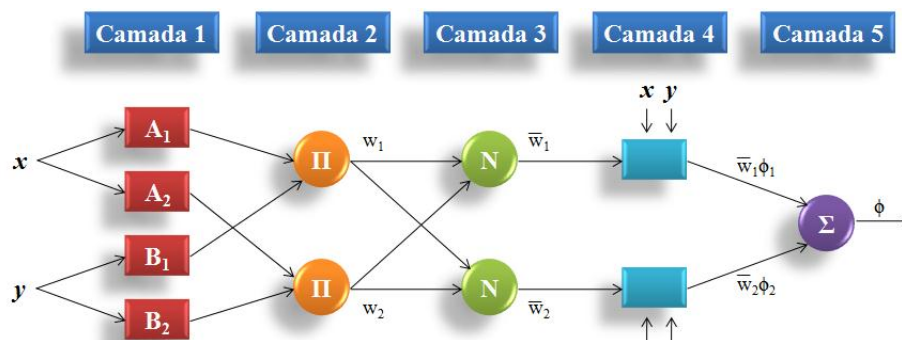 Camada 1 Camada 2 Camada 3 Camada 4 Camada 5
x y
A₁
x Π w₁ N w̅₁ w̅₁ϕ₁
A₂
Σ ϕ
B₁
y Π w₂ N w̅₂ w̅₂ϕ₂
B₂